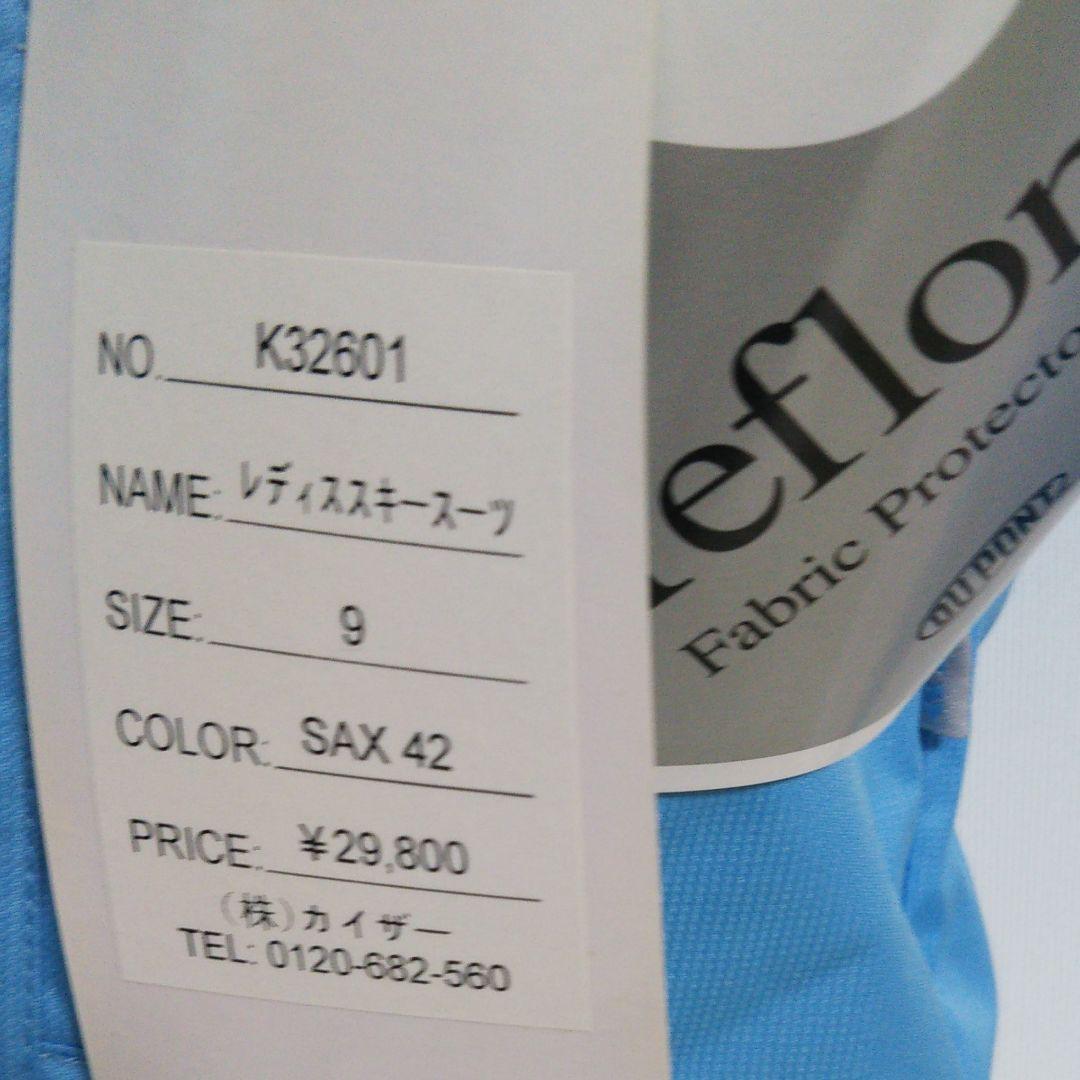 NO. K32601
NAME: レディススキースーツ
SIZE: 9
COLOR: SAX 42
PRICE: ¥29,800
(株)カイザー
TEL: 0120-682-560
eflon
Fabric Protecto
DUPONT